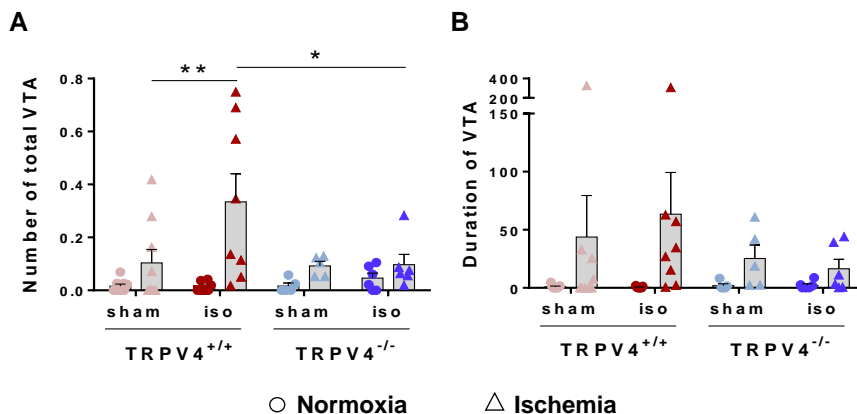 A
B
Number of total VTA
0.8
0.6
0.4
0.2
0.0
**
*
sham
iso
sham
iso
TRPV4+/+
TRPV4-/-
Duration of VTA
400
200
150
100
50
0
sham
iso
sham
iso
TRPV4+/+
TRPV4-/-
Normoxia
Ischemia